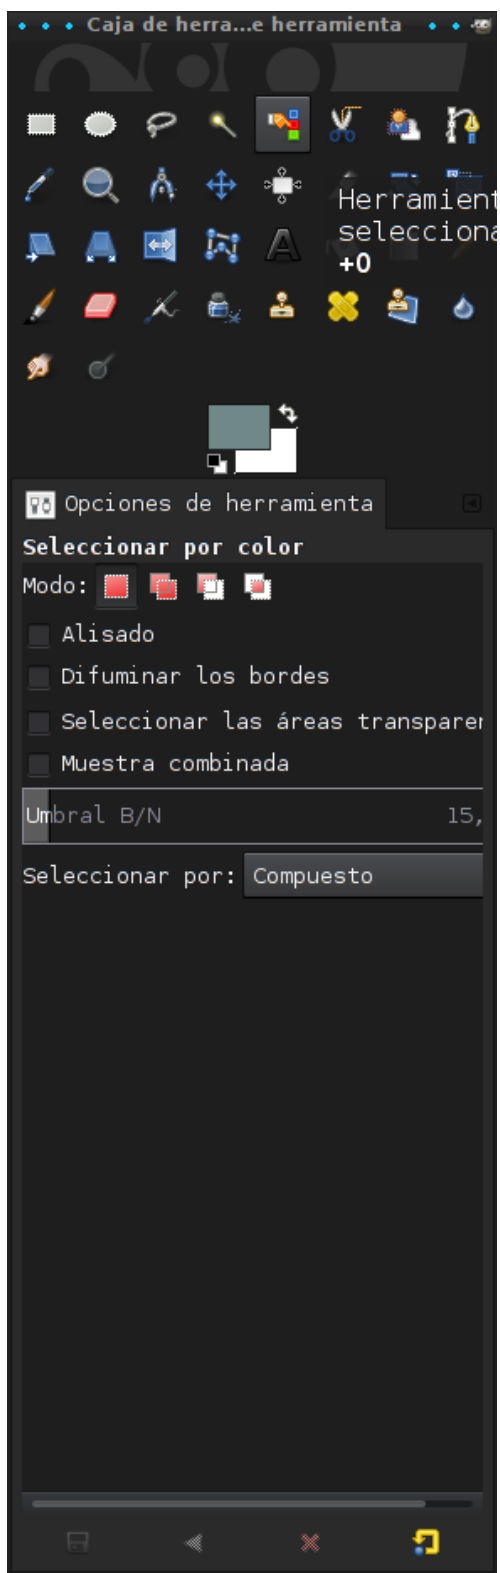 Caja de herra...e herramienta
Herramient
selecciona
+0
Opciones de herramienta
Seleccionar por color
Modo:
Alisado
Difuminar los bordes
Seleccionar las áreas transparen
Muestra combinada
Umbral B/N 15,
Seleccionar por: Compuesto